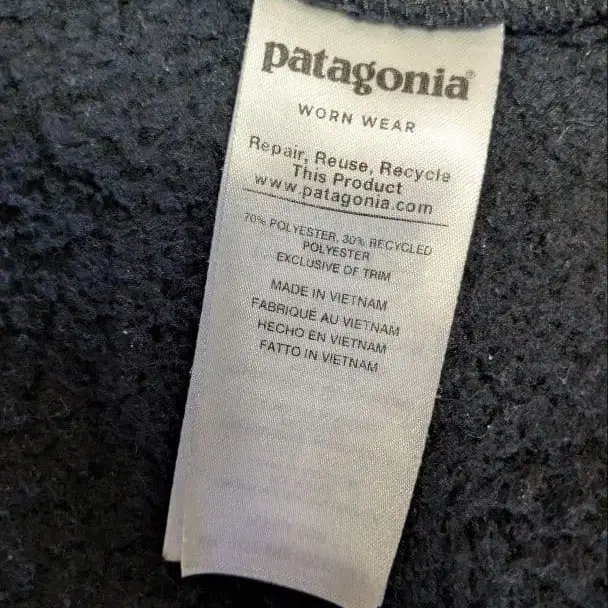 patagonia®
WORN WEAR
Repair, Reuse, Recycle
This Product
www.patagonia.com
70% POLYESTER, 30% RECYCLED
POLYESTER
EXCLUSIVE OF TRIM
MADE IN VIETNAM
FABRIQUÉ AU VIETNAM
HECHO EN VIETNAM
FATTO IN VIETNAM